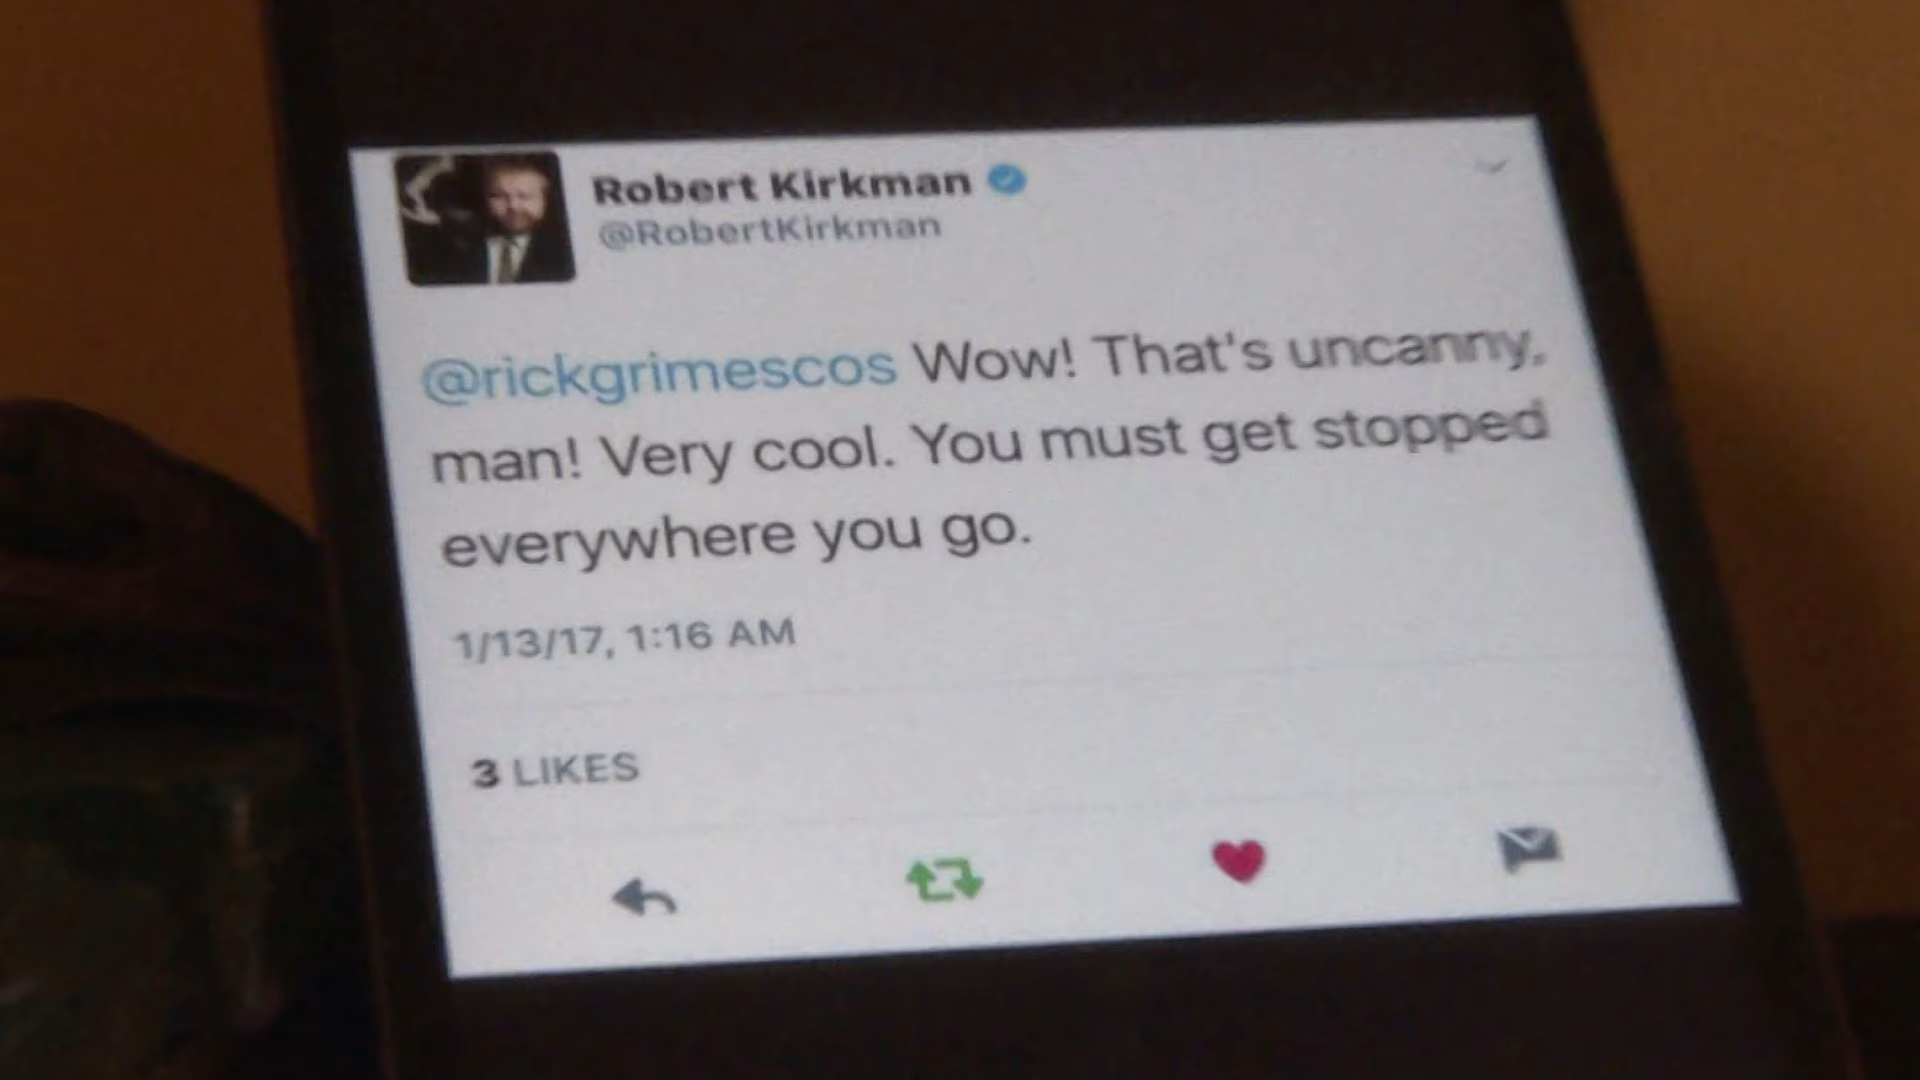 Robert Kirkman
@RobertKirkman
@rickgrimescos Wow! That's uncanny,
man! Very cool. You must get stopped
everywhere you go.
1/13/17, 1:16 AM
3 LIKES